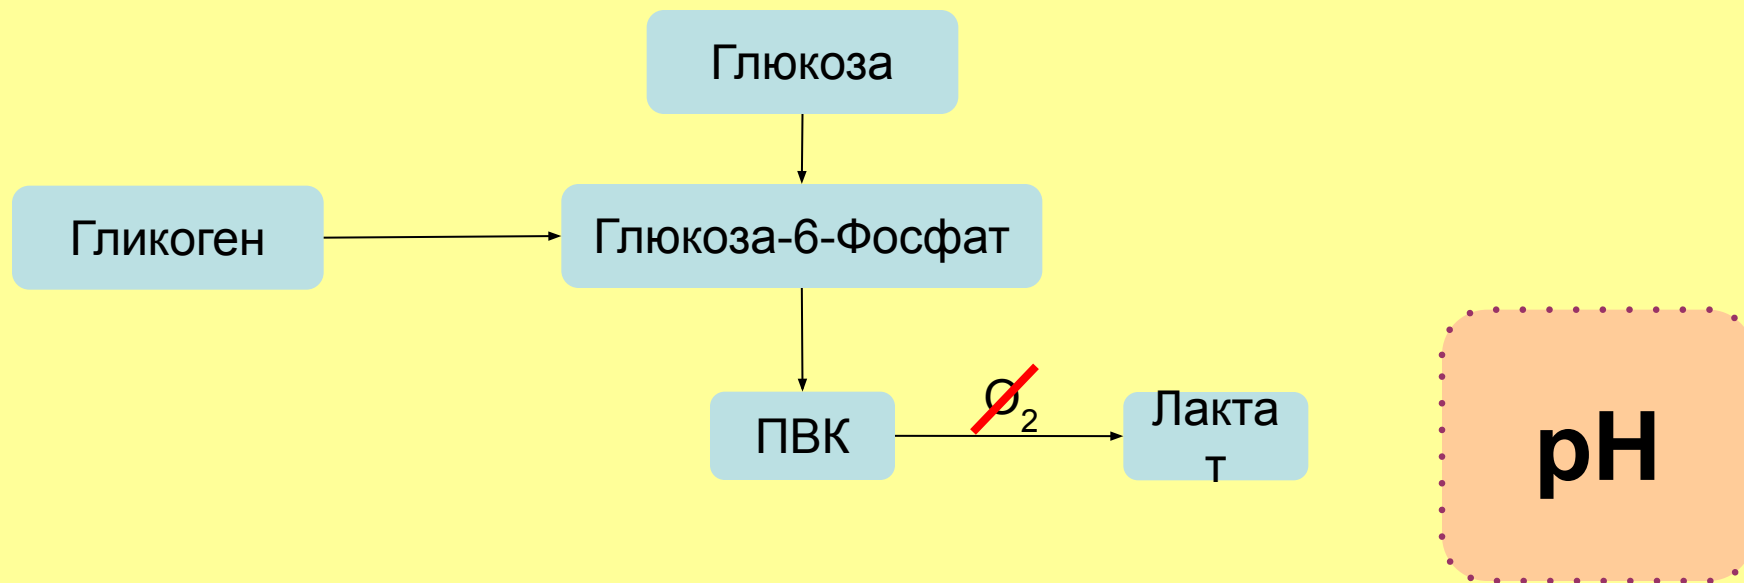 Глюкоза
Гликоген
Глюкоза-6-Фосфат
ПВК
O₂
Лакта
т
pH